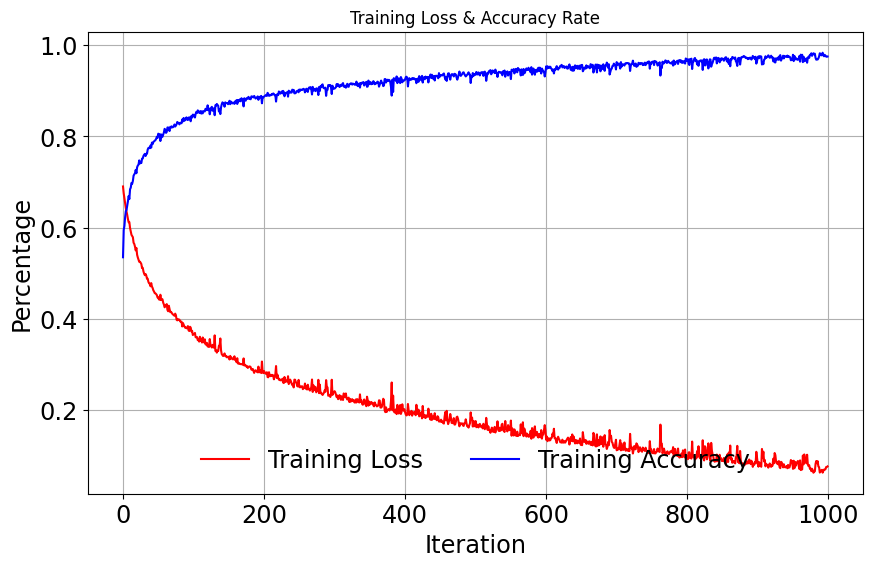 Training Loss & Accuracy Rate
1.0
0.8
0.6
0.4
0.2
Percentage
Training Loss Training Accuracy
0 200 400 600 800 1000
Iteration